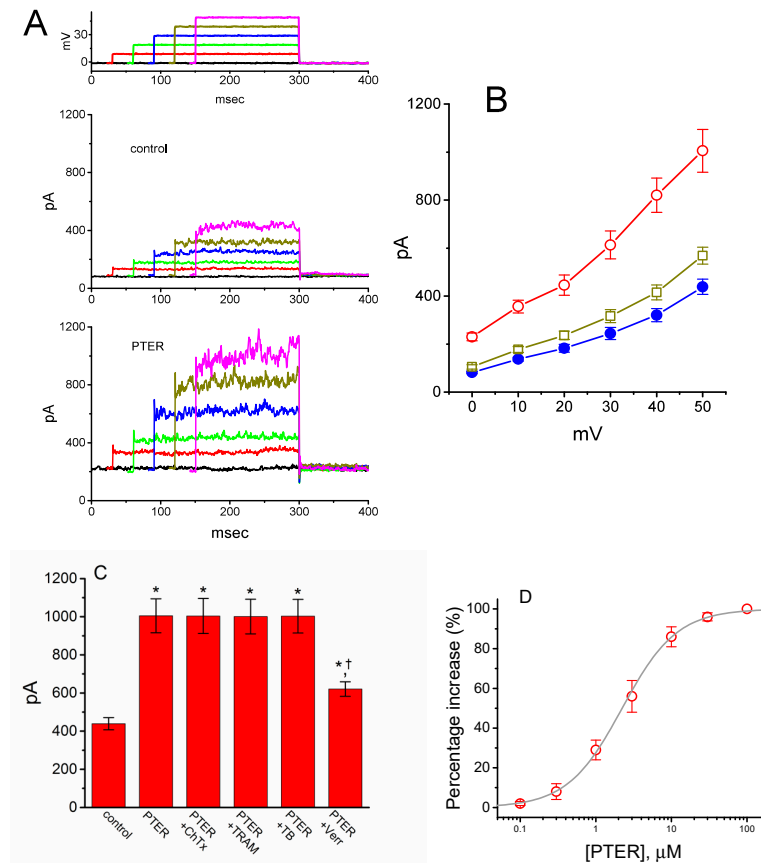 A
mV
30
0
0 100 200 300 400
msec
control
pA
1200
800
400
0
0 100 200 300 400
PTER
pA
1200
1000
800
600
400
200
0
0 100 200 300 400
msec
B
pA
1200
800
400
0
0 10 20 30 40 50
mV
C
pA
1200
1000
800
600
400
200
0
* * * * *,†
control
PTER
PTER
+ChTx
PTER
+TRAM
PTER
+TB
PTER
+Verr
D
Percentage increase (%)
100
80
60
40
20
0
0.1 1 10 100
[PTER], μM